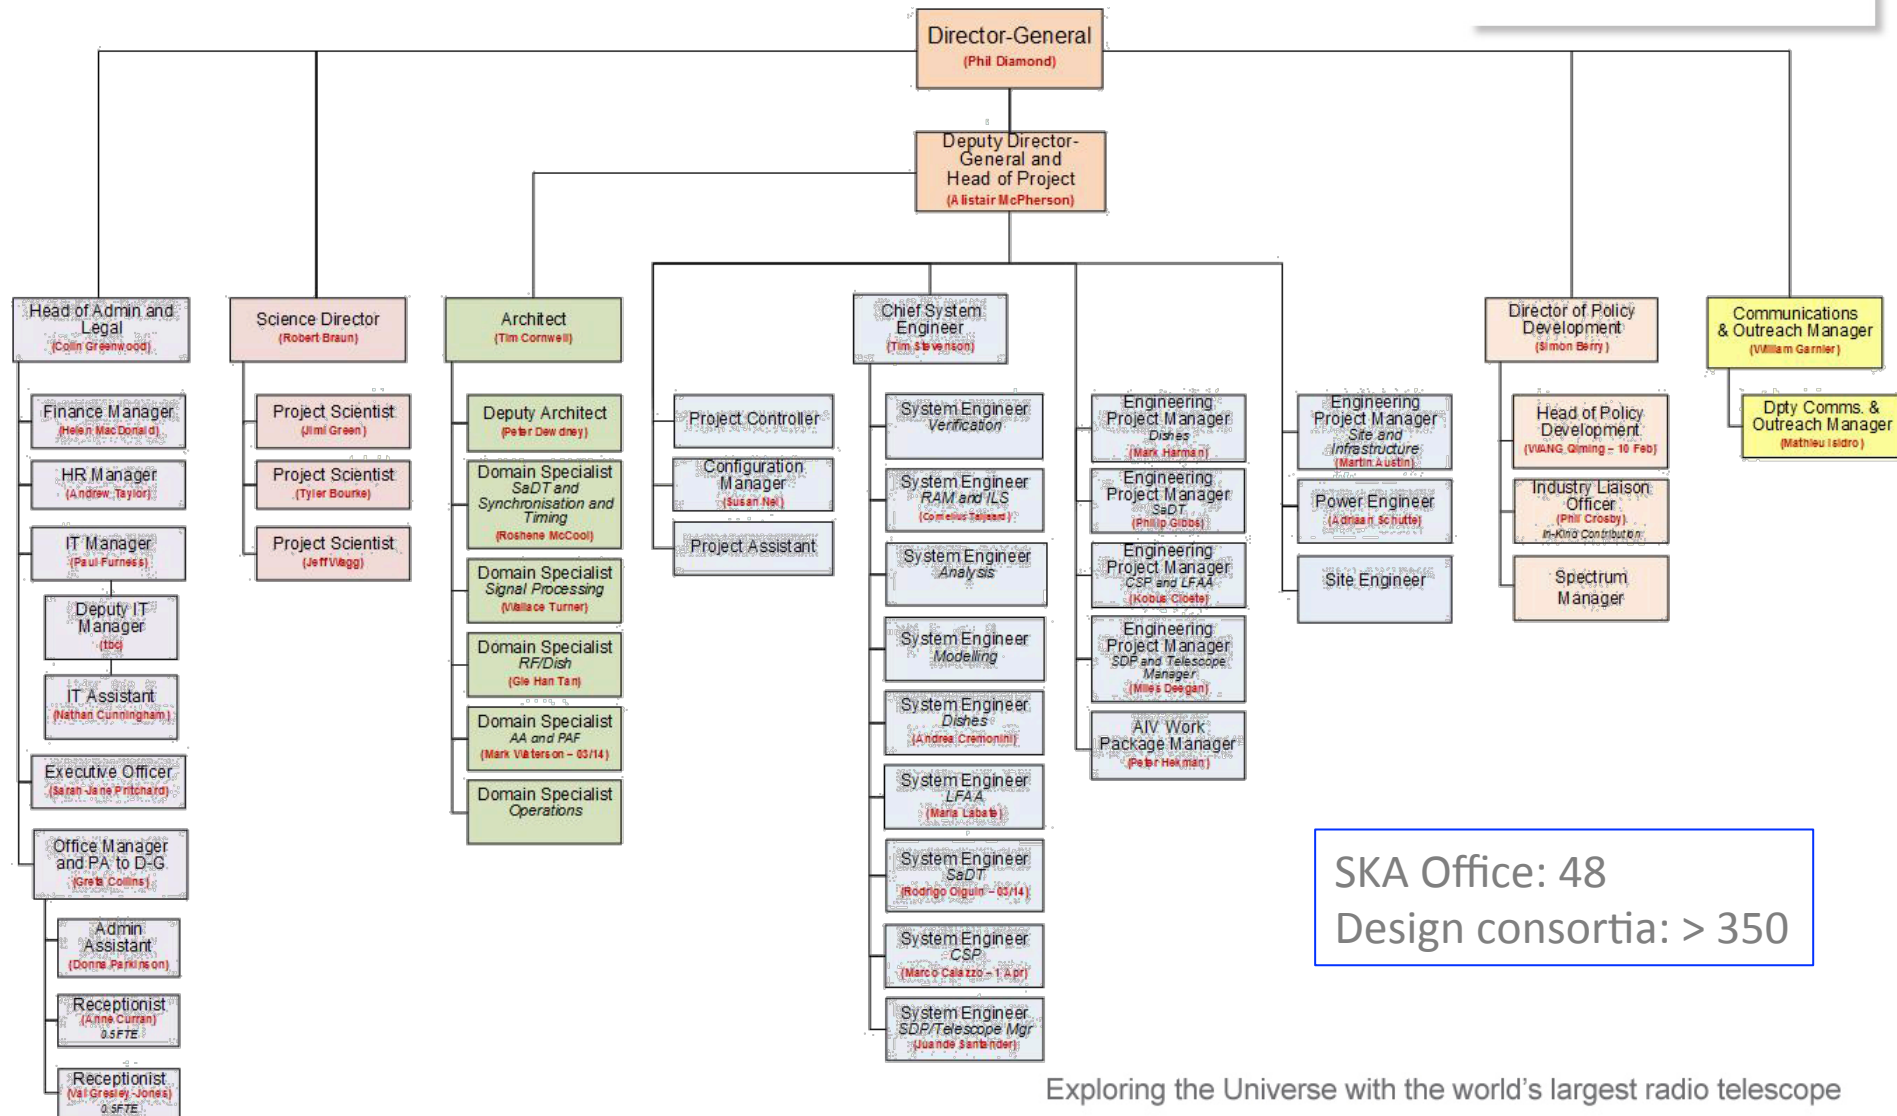 Director-General
(Phil Diamond)
Deputy Director-
General and
Head of Project
(Alistair McPherson)
Head of Admin and
Legal
(Colin Greenwood)
Finance Manager
(Helen MacDonald)
HR Manager
(Andrew Taylor)
IT Manager
(Paul Furness)
Deputy IT
Manager
(tbc)
IT Assistant
(Nathan Cunningham)
Executive Officer
(Sarah-Jane Pritchard)
Office Manager
and PA to D-G
(Greta Collins)
Admin
Assistant
(Donna Parkinson)
Receptionist
(Anne Curran)
0.5FTE
Receptionist
(Val Gresley-Jones)
0.5FTE
Science Director
(Robert Braun)
Project Scientist
(Jimi Green)
Project Scientist
(Tyler Bourke)
Project Scientist
(Jeff Wagg)
Architect
(Tim Cornwell)
Deputy Architect
(Peter Dewdney)
Domain Specialist
SaDT and
Synchronisation and
Timing
(Roshene McCool)
Domain Specialist
Signal Processing
(Wallace Turner)
Domain Specialist
RF/Dish
(Gie Han Tan)
Domain Specialist
AA and PAF
(Mark Waterson – 03/14)
Domain Specialist
Operations
Project Controller
Configuration
Manager
(Susan Nel)
Project Assistant
Chief System
Engineer
(Tim Stevenson)
System Engineer
Verification
System Engineer
RAM and ILS
(Cornelius Taljaard)
System Engineer
Analysis
System Engineer
Modelling
System Engineer
Dishes
(Andrea Cremonini)
System Engineer
LFAA
(Maria Labate)
System Engineer
SaDT
(Rodrigo Olguin – 03/14)
System Engineer
CSP
(Marco Caiazzo – 1 Apr)
System Engineer
SDP/Telescope Mgr
(Juande Santander)
Engineering
Project Manager
Dishes
(Mark Harman)
Engineering
Project Manager
SaDT
(Philip Gibbs)
Engineering
Project Manager
CSP and LFAA
(Kobus Cloete)
Engineering
Project Manager
SDP and Telescope
Manager
(Miles Deegan)
AIV Work
Package Manager
(Peter Hekman)
Engineering
Project Manager
Site and
Infrastructure
(Martin Austin)
Power Engineer
(Adriaan Schutte)
Site Engineer
Director of Policy
Development
(Simon Berry)
Head of Policy
Development
(WANG Qiming – 10 Feb)
Industry Liaison
Officer
(Phil Crosby)
In-Kind Contribution
Spectrum
Manager
Communications
& Outreach Manager
(William Garnier)
Dpty Comms. &
Outreach Manager
(Mathieu Isidro)
SKA Office: 48
Design consortia: > 350
Exploring the Universe with the world's largest radio telescope